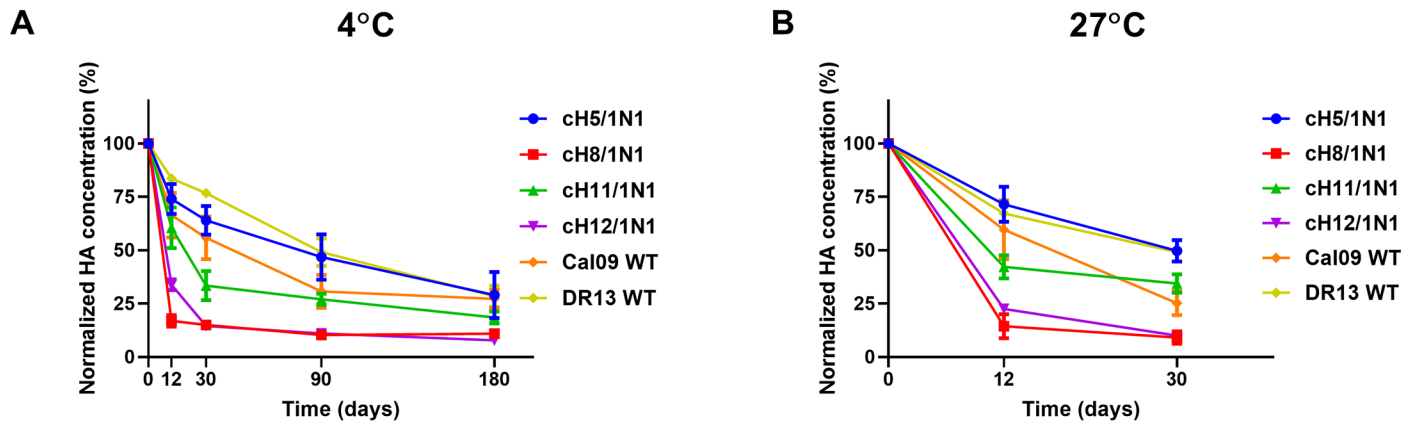 A
4°C
Normalized HA concentration (%)
100
75
50
25
0
0 12 30 90 180
Time (days)
cH5/1N1
cH8/1N1
cH11/1N1
cH12/1N1
Cal09 WT
DR13 WT
B
27°C
Normalized HA concentration (%)
100
75
50
25
0
0 12 30
Time (days)
cH5/1N1
cH8/1N1
cH11/1N1
cH12/1N1
Cal09 WT
DR13 WT